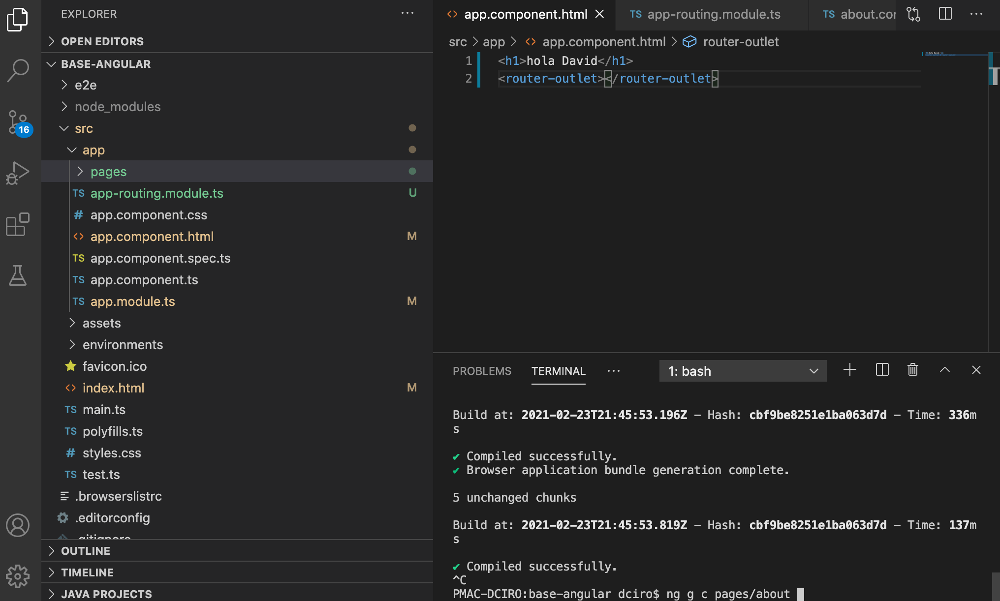 EXPLORER
OPEN EDITORS
BASE-ANGULAR
e2e
node_modules
src
app
pages
TS app-routing.module.ts U
# app.component.css
<> app.component.html M
TS app.component.spec.ts
TS app.component.ts
TS app.module.ts M
assets
environments
favicon.ico
<> index.html M
TS main.ts
TS polyfills.ts
# styles.css
TS test.ts
.browserslistrc
.editorconfig
.gitignore
OUTLINE
TIMELINE
JAVA PROJECTS
16
<> app.component.html
TS app-routing.module.ts
TS about.co
src > app > <> app.component.html > router-outlet
1 <h1>hola David</h1>
2 <router-outlet></router-outlet>
PROBLEMS
TERMINAL
1: bash
Build at: 2021-02-23T21:45:53.196Z - Hash: cbf9be8251e1ba063d7d - Time: 336m
s
✔ Compiled successfully.
✔ Browser application bundle generation complete.
5 unchanged chunks
Build at: 2021-02-23T21:45:53.819Z - Hash: cbf9be8251e1ba063d7d - Time: 137m
s
✔ Compiled successfully.
^C
PMAC-DCIRO:base-angular dciro$ ng g c pages/about